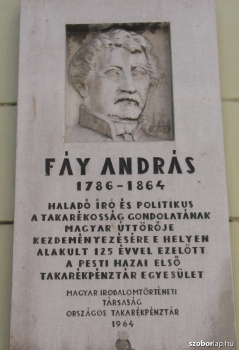 FÁY ANDRÁS
1786-1864
HALADÓ ÍRÓ ÉS POLITIKUS
A TAKARÉKOSSÁG GONDOLATÁNAK
MAGYAR ÚTTÖRŐJE
KEZDEMÉNYEZÉSÉRE E HELYEN
ALAKULT 125 ÉVVEL EZELŐTT
A PESTI HAZAI ELSŐ
TAKARÉKPÉNZTÁR EGYESÜLET
MAGYAR IRODALOMTÖRTÉNETI
TÁRSASÁG
ORSZÁGOS TAKARÉKPÉNZTÁR
1964
szoborlap.hu